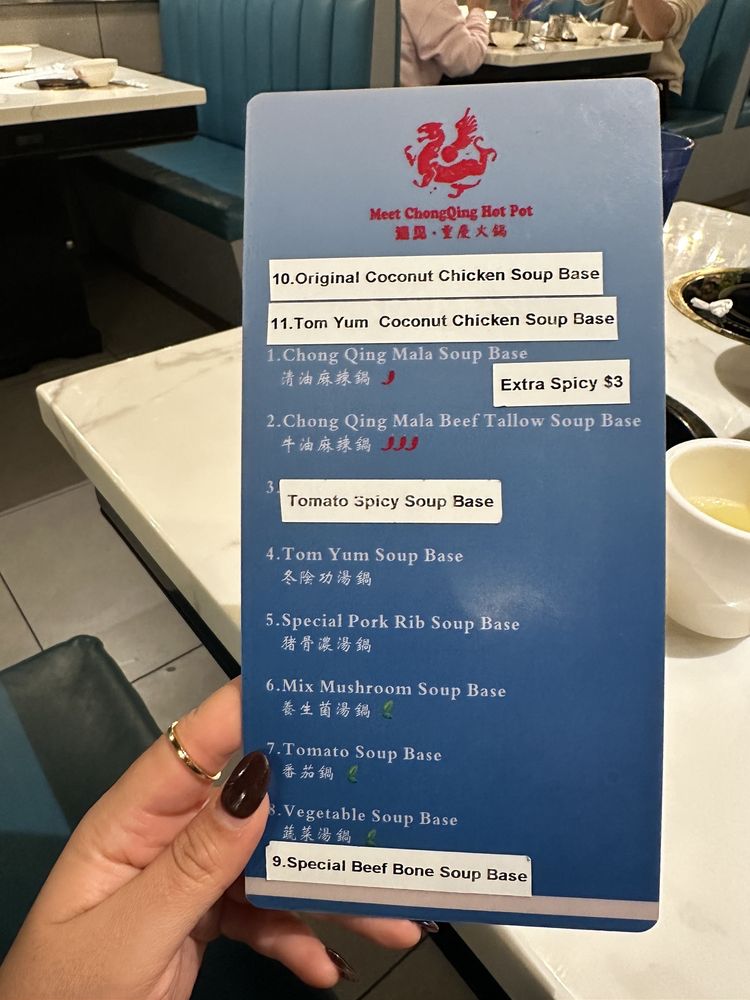 Meet ChongQing Hot Pot
遇见·重慶火锅
10.Original Coconut Chicken Soup Base
11.Tom Yum Coconut Chicken Soup Base
1.Chong Qing Mala Soup Base
清油麻辣鍋
Extra Spicy $3
2.Chong Qing Mala Beef Tallow Soup Base
牛油麻辣鍋
3.
Tomato Spicy Soup Base
4.Tom Yum Soup Base
冬陰功湯鍋
5.Special Pork Rib Soup Base
猪骨濃湯鍋
6.Mix Mushroom Soup Base
養生菌湯鍋
7.Tomato Soup Base
番茄鍋
8.Vegetable Soup Base
蔬菜湯鍋
9.Special Beef Bone Soup Base